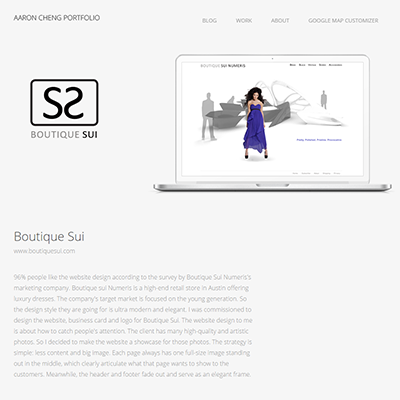 AARON CHENG PORTFOLIO
BLOG WORK ABOUT GOOGLE MAP CUSTOMIZER
BOUTIQUE SUI NUMERIS
BOUTIQUE SUI
Boutique Sui
www.boutiquesui.com
96% people like the website design according to the survey by Boutique Sui Numeris's
marketing company. Boutique sui Numeris is a high-end retail store in Austin offering
luxury dresses. The company's target market is focused on the young generation. So
the design style they are going for is ultra modern and elegant. I was commissioned to
design the website, business card and logo for Boutique Sui. The website design to me
is about how to catch people's attention. The client has many high-quality and artistic
photos. So I decided to make the website a showcase for those photos. The strategy is
simple: less content and big image. Each page always has one full-size image standing
out in the middle, which clearly articulate what that page wants to show to the
customers. Meanwhile, the header and footer fade out and serve as an elegant frame.